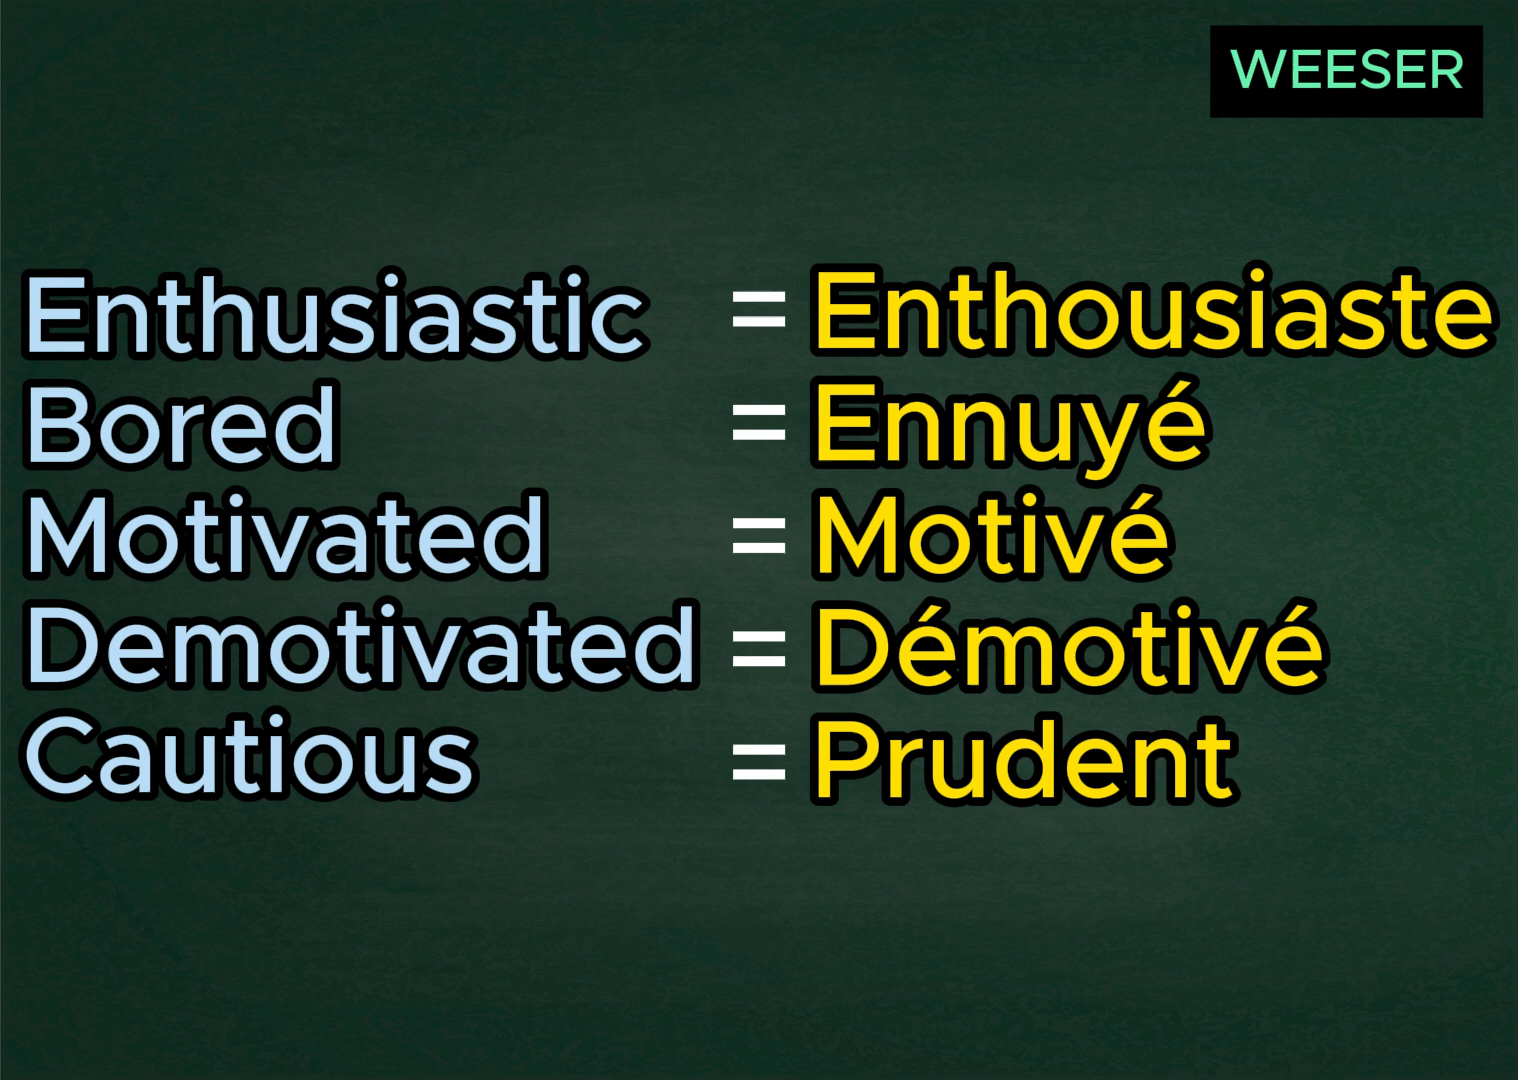 WEESER
Enthusiastic = Enthousiaste
Bored = Ennuyé
Motivated = Motivé
Demotivated = Démotivé
Cautious = Prudent